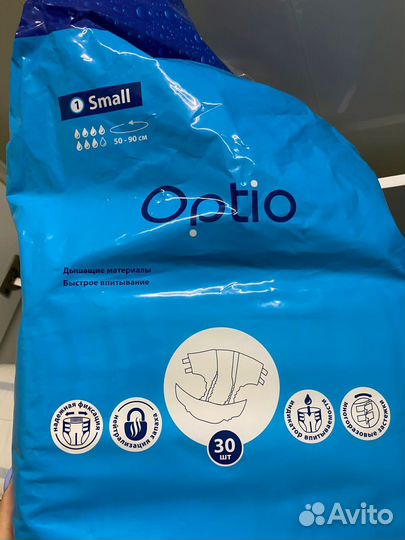 1 Small
50 - 90 см
Optio
Дышащие материалы
Быстрое впитывание
надежная фиксация
нейтрализация запаха
30
шт
индикатор впитываемости
многоразовые застежки
Avito